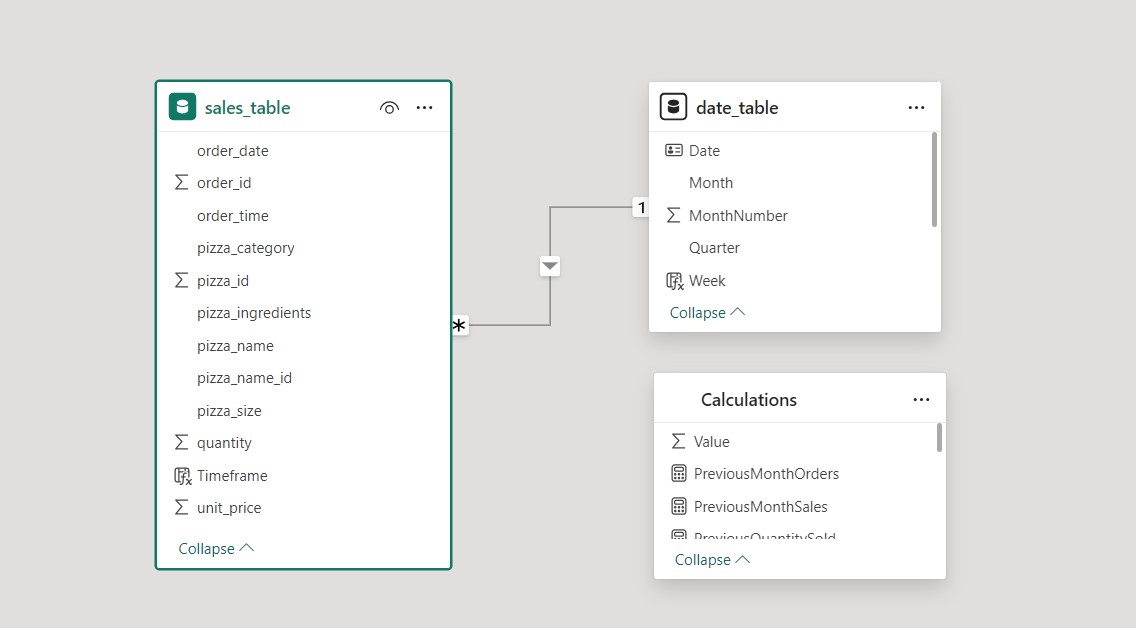 sales_table
order_date
order_id
order_time
pizza_category
pizza_id
pizza_ingredients
pizza_name
pizza_name_id
pizza_size
quantity
Timeframe
unit_price
Collapse
*
1
date_table
Date
Month
MonthNumber
Quarter
Week
Collapse
Calculations
Value
PreviousMonthOrders
PreviousMonthSales
PreviousQuantitySold
Collapse